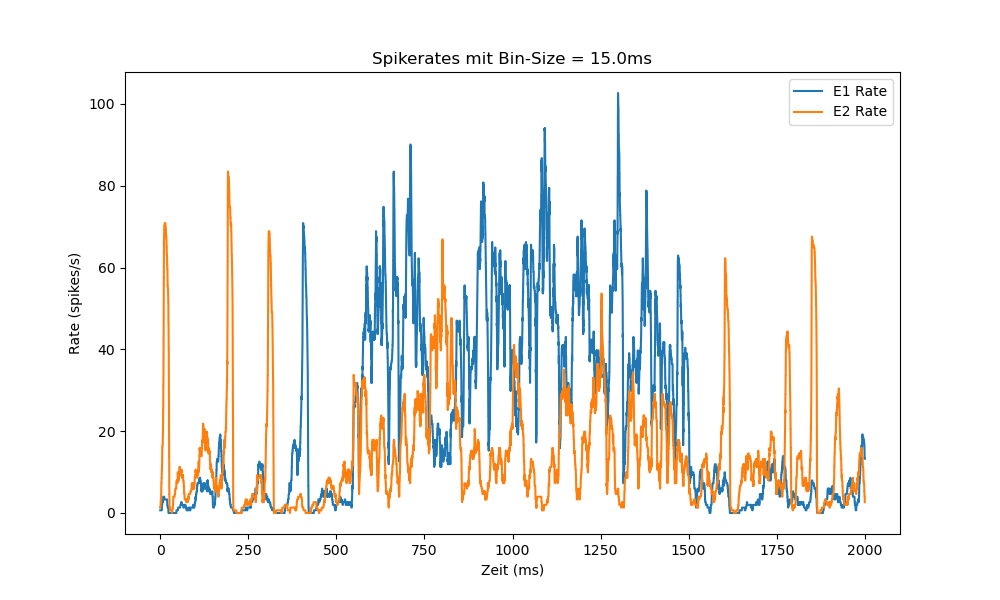 Spikerates mit Bin-Size = 15.0ms
E1 Rate
E2 Rate
Rate (spikes/s)
100
80
60
40
20
0
0 250 500 750 1000 1250 1500 1750 2000
Zeit (ms)